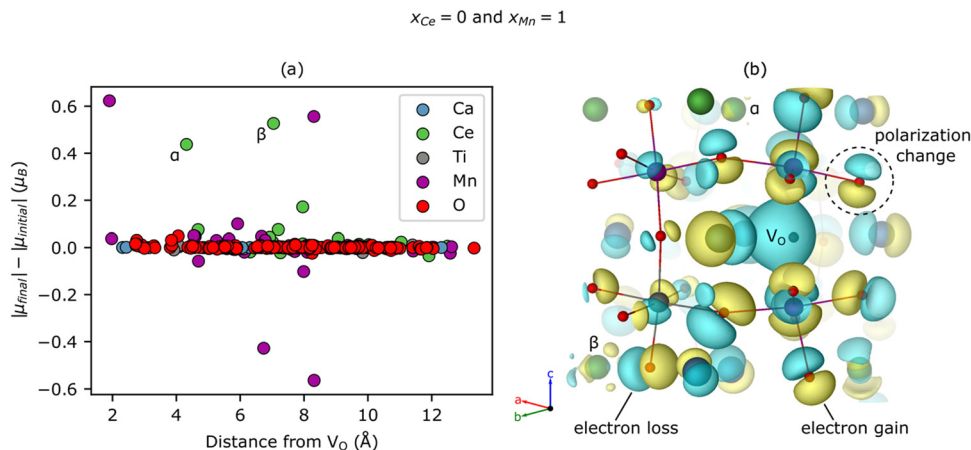 x_Ce = 0 and x_Mn = 1
(a)
|μ_final| − |μ_initial| (μ_B)
0.6
0.4
0.2
0.0
−0.2
−0.4
−0.6
α
β
Ca
Ce
Ti
Mn
O
2
4
6
8
10
12
Distance from V_O (Å)
(b)
α
polarization
change
V_O
β
c
a
b
electron loss
electron gain